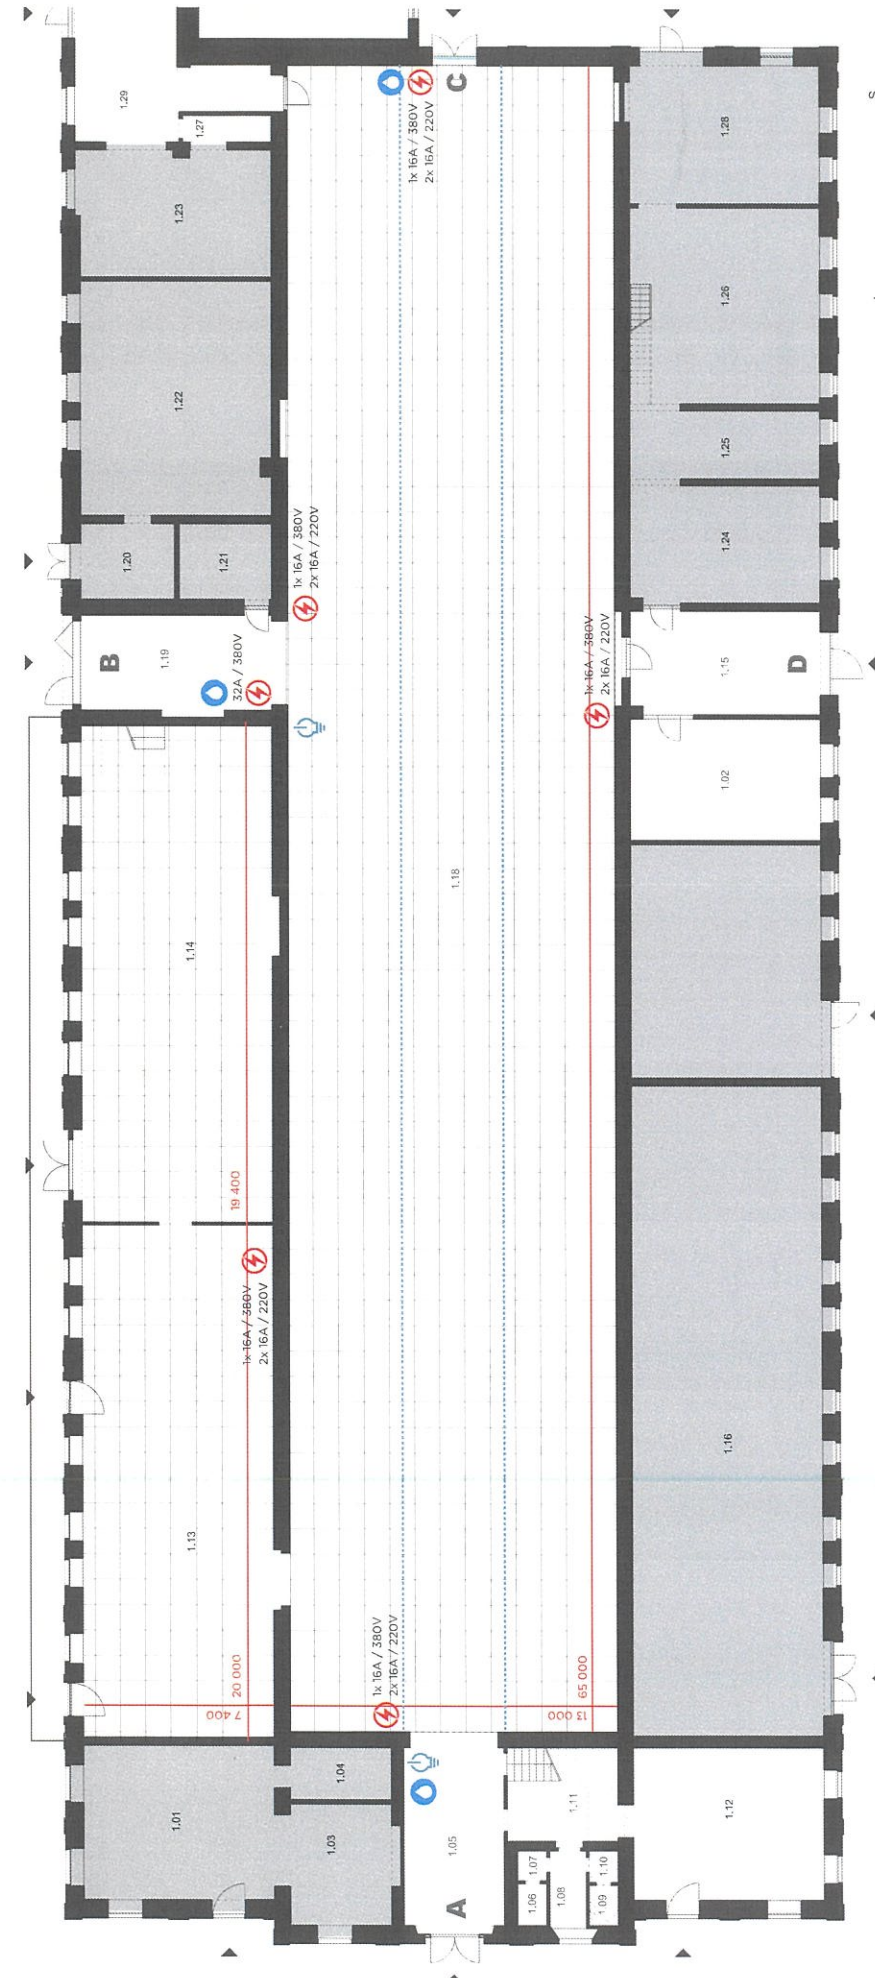 1.29
1.27
C
1x 16A / 380V
2x 16A / 220V
1.28
1.23
1.26
1.22
1.25
1.24
1.20
1.21
1x 16A / 380V
2x 16A / 220V
B
1.19
32A / 380V
1x 16A / 380V
2x 16A / 220V
1.15
D
1.02
1.18
1.14
19 400
1x 16A / 380V
2x 16A / 220V
1.16
1.13
1x 16A / 380V
2x 16A / 220V
20 000
7 400
65 000
13 000
1.01
1.04
1.03
1.05
A
1.11
1.12
1.07
1.06
1.08
1.10
1.09